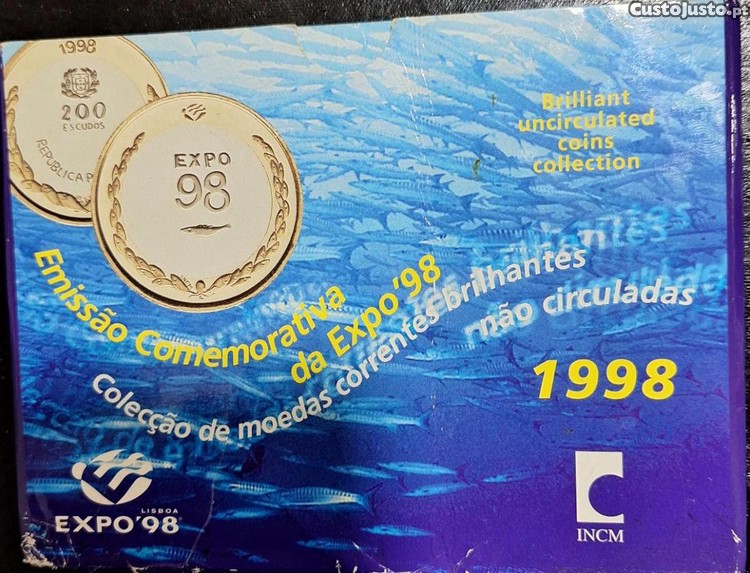 CustoJusto.pt
1998
200
ESCUDOS
REPÚBLICA P
EXPO
98
Brilliant
uncirculated
coins
collection
Emissão Comemorativa
da Expo'98
Colecção de moedas correntes brilhantes
não circuladas
1998
LISBOA
EXPO'98
INCM